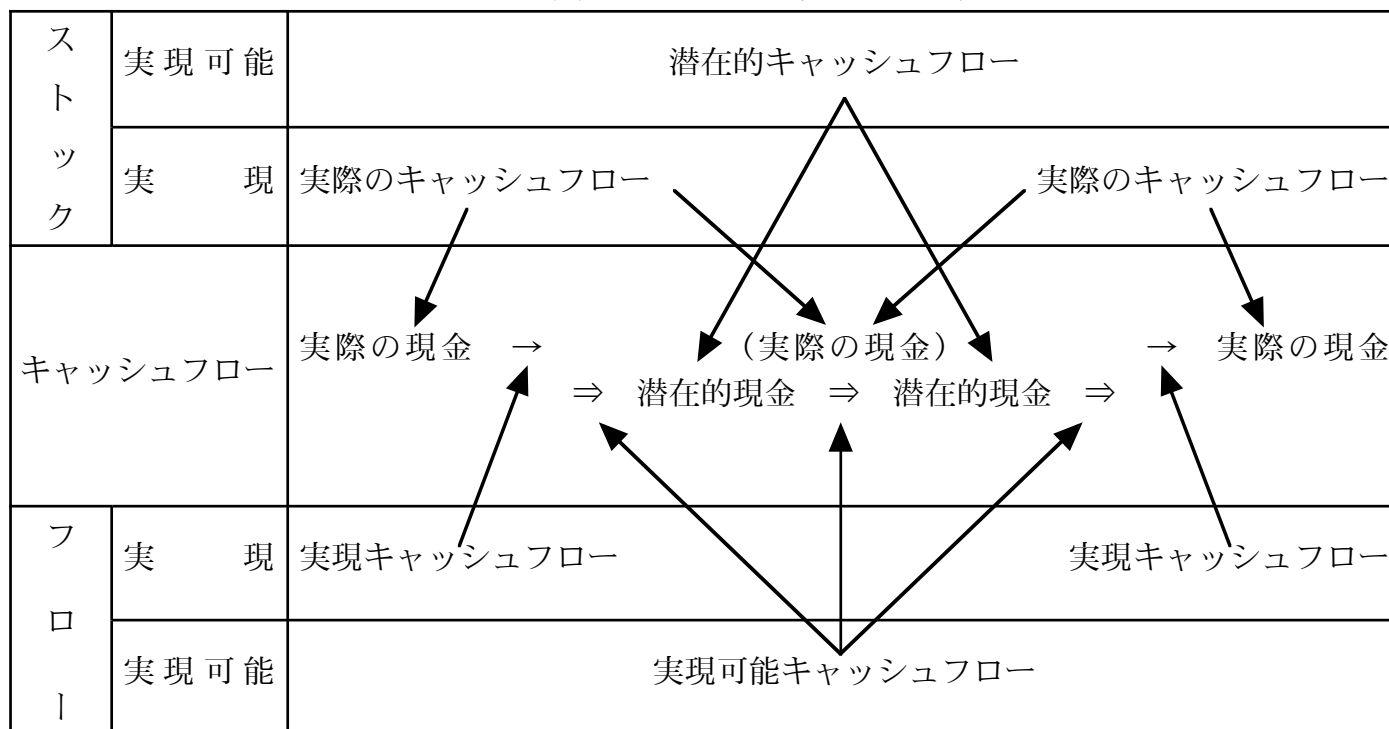 ストック
実現可能
潜在的キャッシュフロー
実現
実際のキャッシュフロー
実際のキャッシュフロー
キャッシュフロー
実際の現金 → (実際の現金) → 実際の現金
⇒ 潜在的現金 ⇒ 潜在的現金 ⇒
フロー
実現
実現キャッシュフロー
実現キャッシュフロー
実現可能
実現可能キャッシュフロー